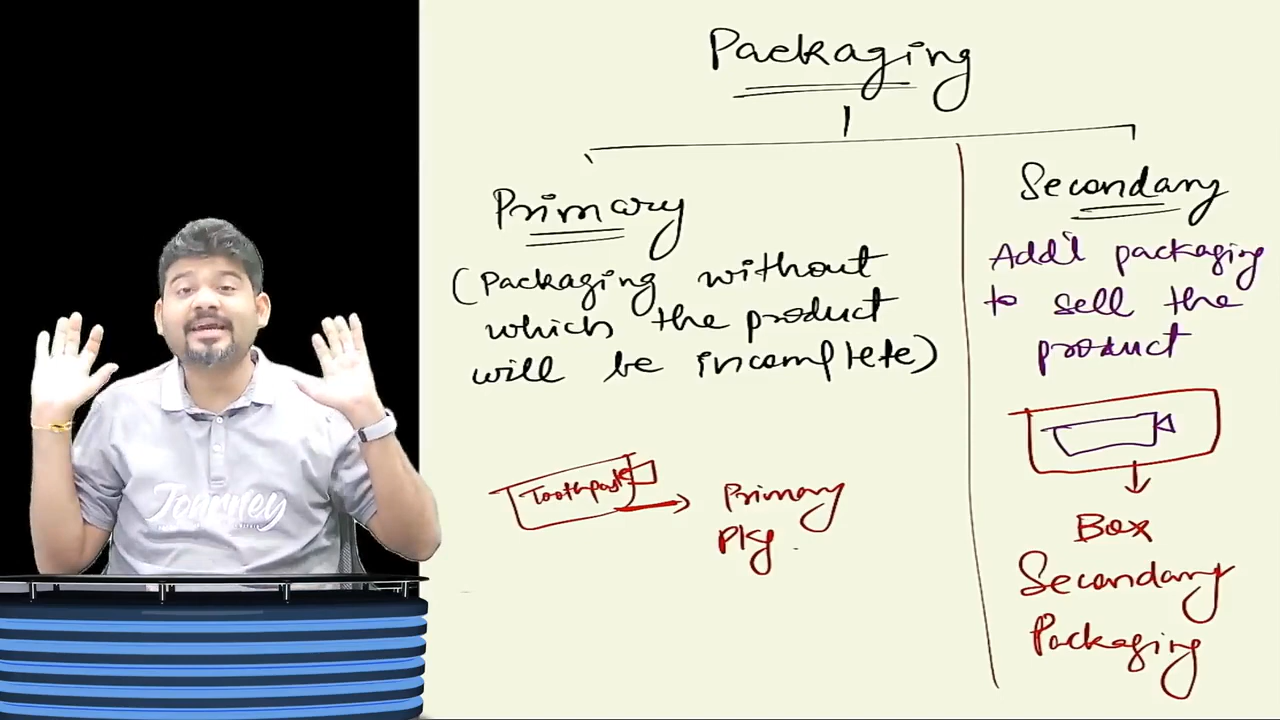 Packaging
Primary
(Packaging without
which the product
will be incomplete)
Toothpaste
Primary
Pkg.
Secondary
Add'l packaging
to sell the
product
Box
Secondary
Packaging
Journey